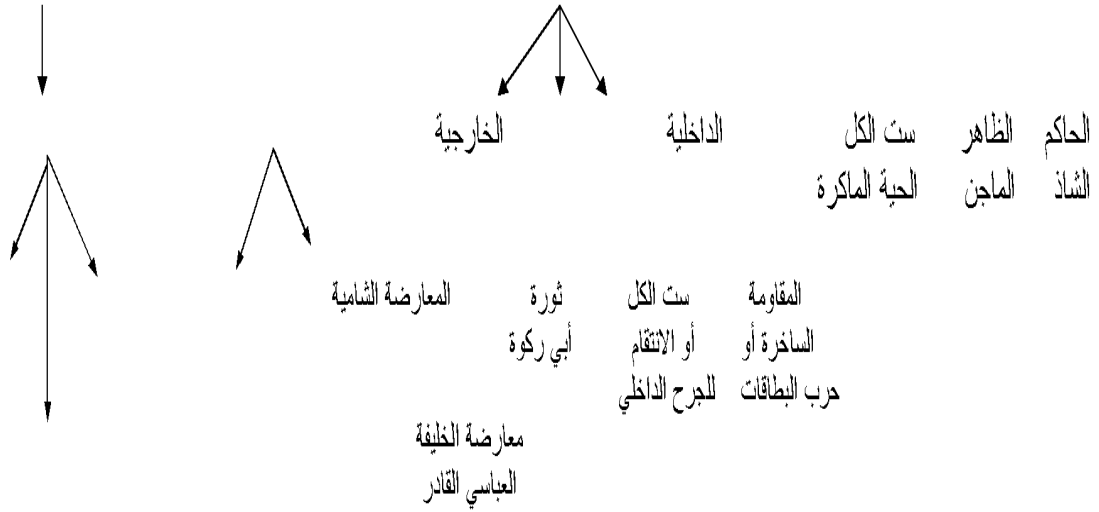 الحاكم الظاهر ست الكل الداخلية الخارجية
الشاذ الماجن الحية الماكرة
المقاومة ست الكل ثورة المعارضة الشامية
الساخرة أو أو الانتقام أبي ركوة
حرب البطاقات للجرح الداخلي
معارضة الخليفة
العباسي القادر